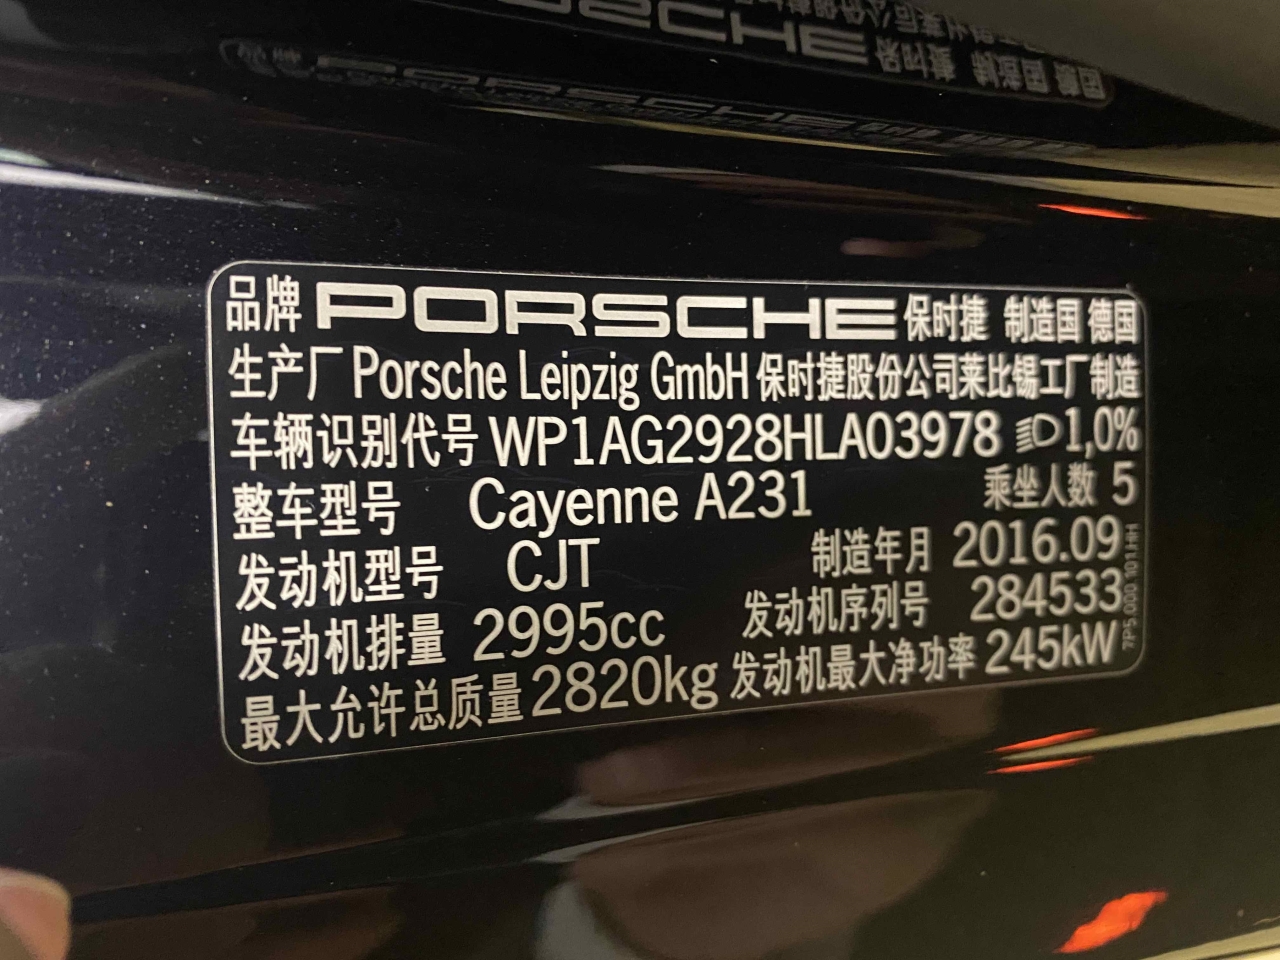 品牌 PORSCHE 保时捷 制造国 德国
生产厂 Porsche Leipzig GmbH 保时捷股份公司莱比锡工厂制造
车辆识别代号 WP1AG2928HLA03978 1,0%
整车型号 Cayenne A231 乘坐人数 5
发动机型号 CJT 制造年月 2016.09
发动机排量 2995cc 发动机序列号 284533
最大允许总质量 2820kg 发动机最大净功率 245kW
7P5.000.101.HH